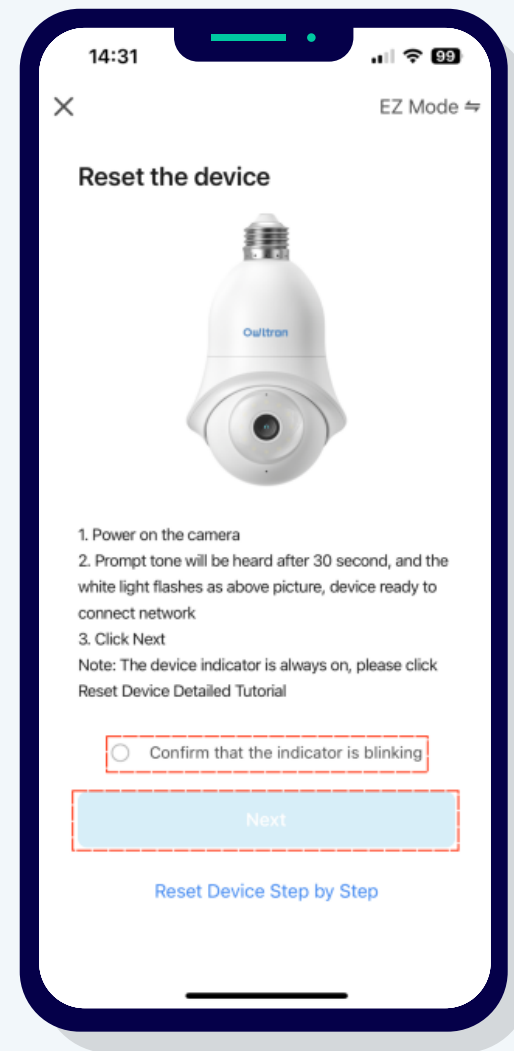 14:31
99
EZ Mode ⇋
Reset the device
Owltron
1. Power on the camera
2. Prompt tone will be heard after 30 second, and the
white light flashes as above picture, device ready to
connect network
3. Click Next
Note: The device indicator is always on, please click
Reset Device Detailed Tutorial
Confirm that the indicator is blinking
Next
Reset Device Step by Step